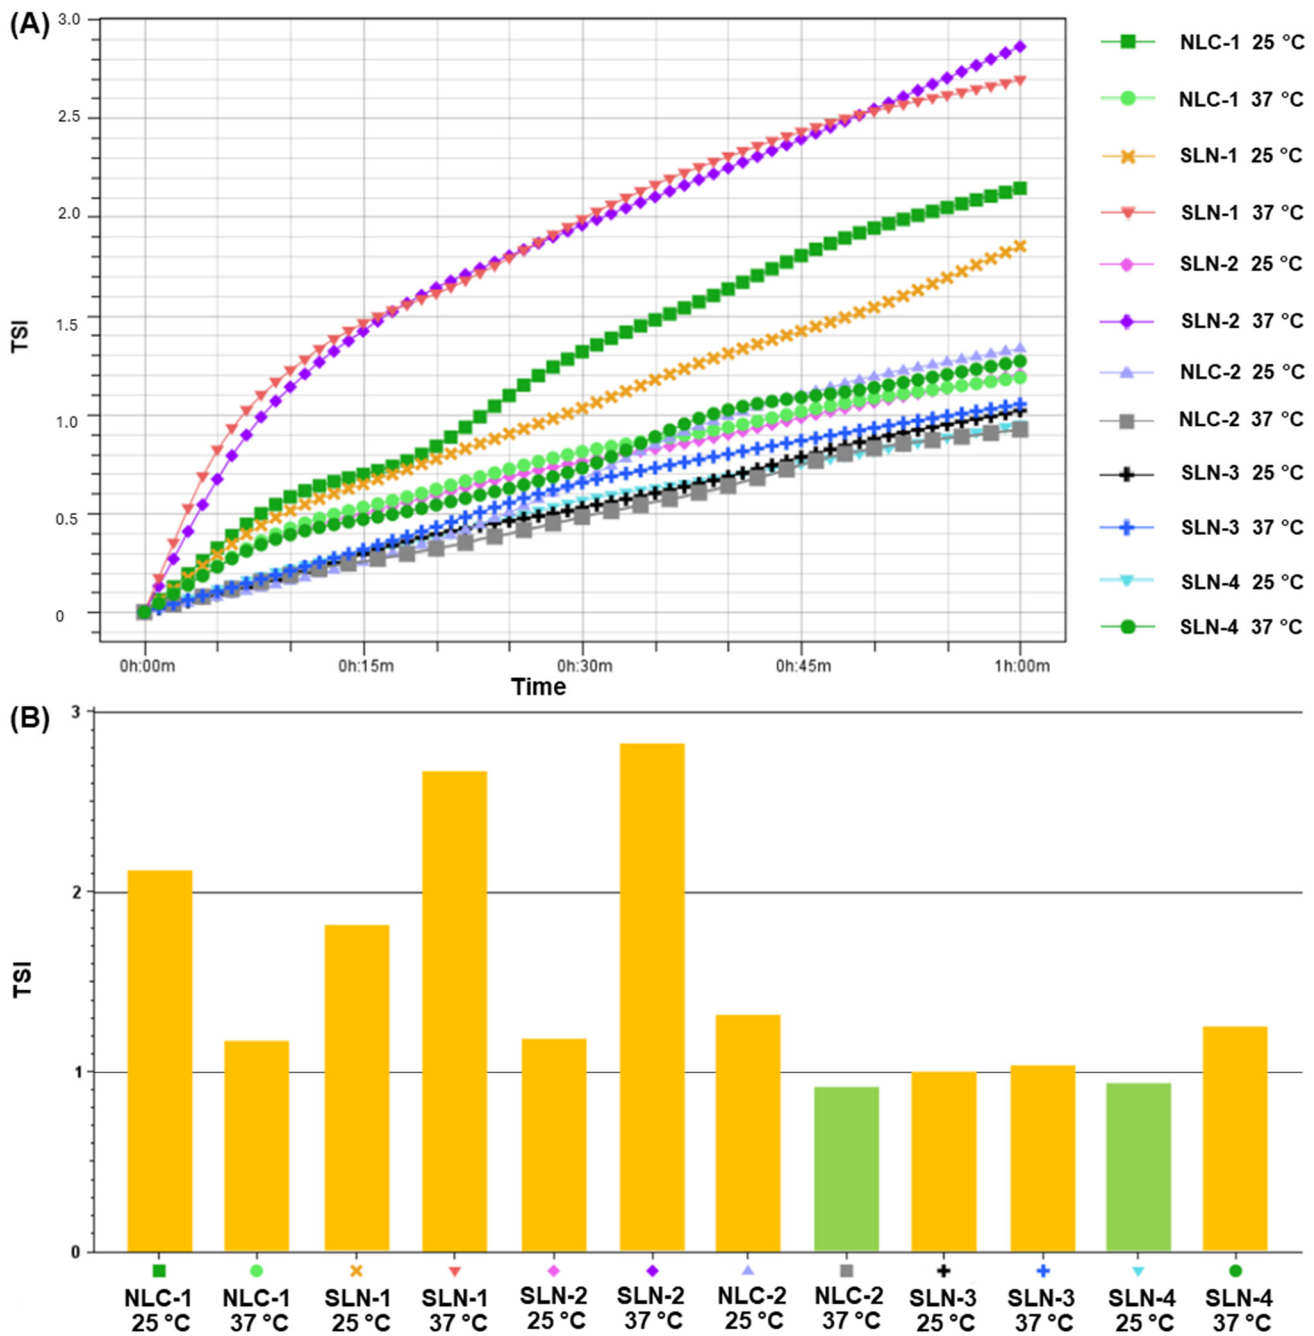 (A)
3.0
2.5
2.0
1.5
1.0
0.5
0
TSI
0h:00m 0h:15m 0h:30m 0h:45m 1h:00m
Time
NLC-1 25 °C
NLC-1 37 °C
SLN-1 25 °C
SLN-1 37 °C
SLN-2 25 °C
SLN-2 37 °C
NLC-2 25 °C
NLC-2 37 °C
SLN-3 25 °C
SLN-3 37 °C
SLN-4 25 °C
SLN-4 37 °C
(B)
3
2
1
0
TSI
NLC-1 NLC-1 SLN-1 SLN-1 SLN-2 SLN-2 NLC-2 NLC-2 SLN-3 SLN-3 SLN-4 SLN-4
25 °C 37 °C 25 °C 37 °C 25 °C 37 °C 25 °C 37 °C 25 °C 37 °C 25 °C 37 °C